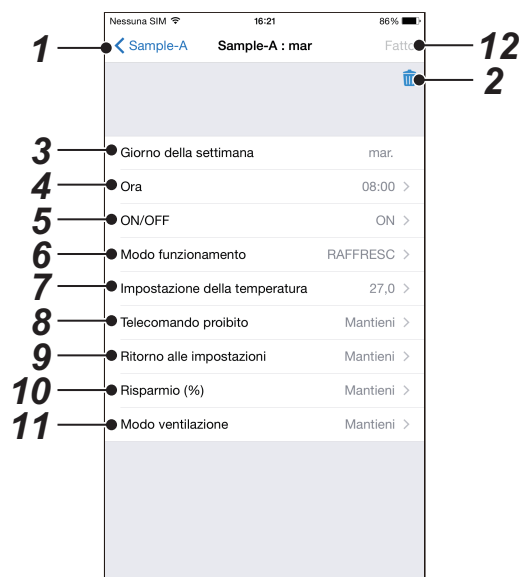 Nessuna SIM 16:21 86%
1 Sample-A Sample-A : mar Fatto 12
2
3 Giorno della settimana mar.
4 Ora 08:00
5 ON/OFF ON
6 Modo funzionamento RAFFRESC
7 Impostazione della temperatura 27,0
8 Telecomando proibito Mantieni
9 Ritorno alle impostazioni Mantieni
10 Risparmio (%) Mantieni
11 Modo ventilazione Mantieni